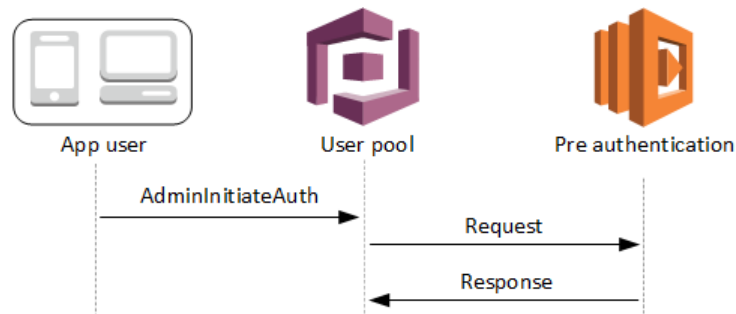 App user
User pool
Pre authentication
AdminInitiateAuth
Request
Response